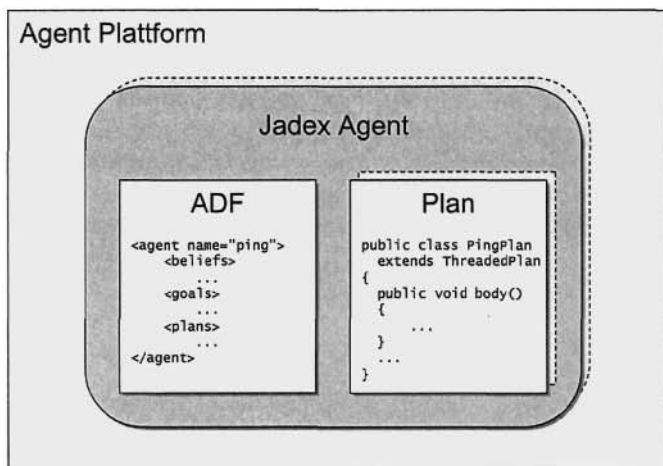 Agent Plattform
Jadex Agent
ADF
<agent name="ping">
<beliefs>
...
<goals>
...
<plans>
...
</agent>
Plan
public class PingPlan
extends ThreadedPlan
{
public void body()
{
...
}
...
}